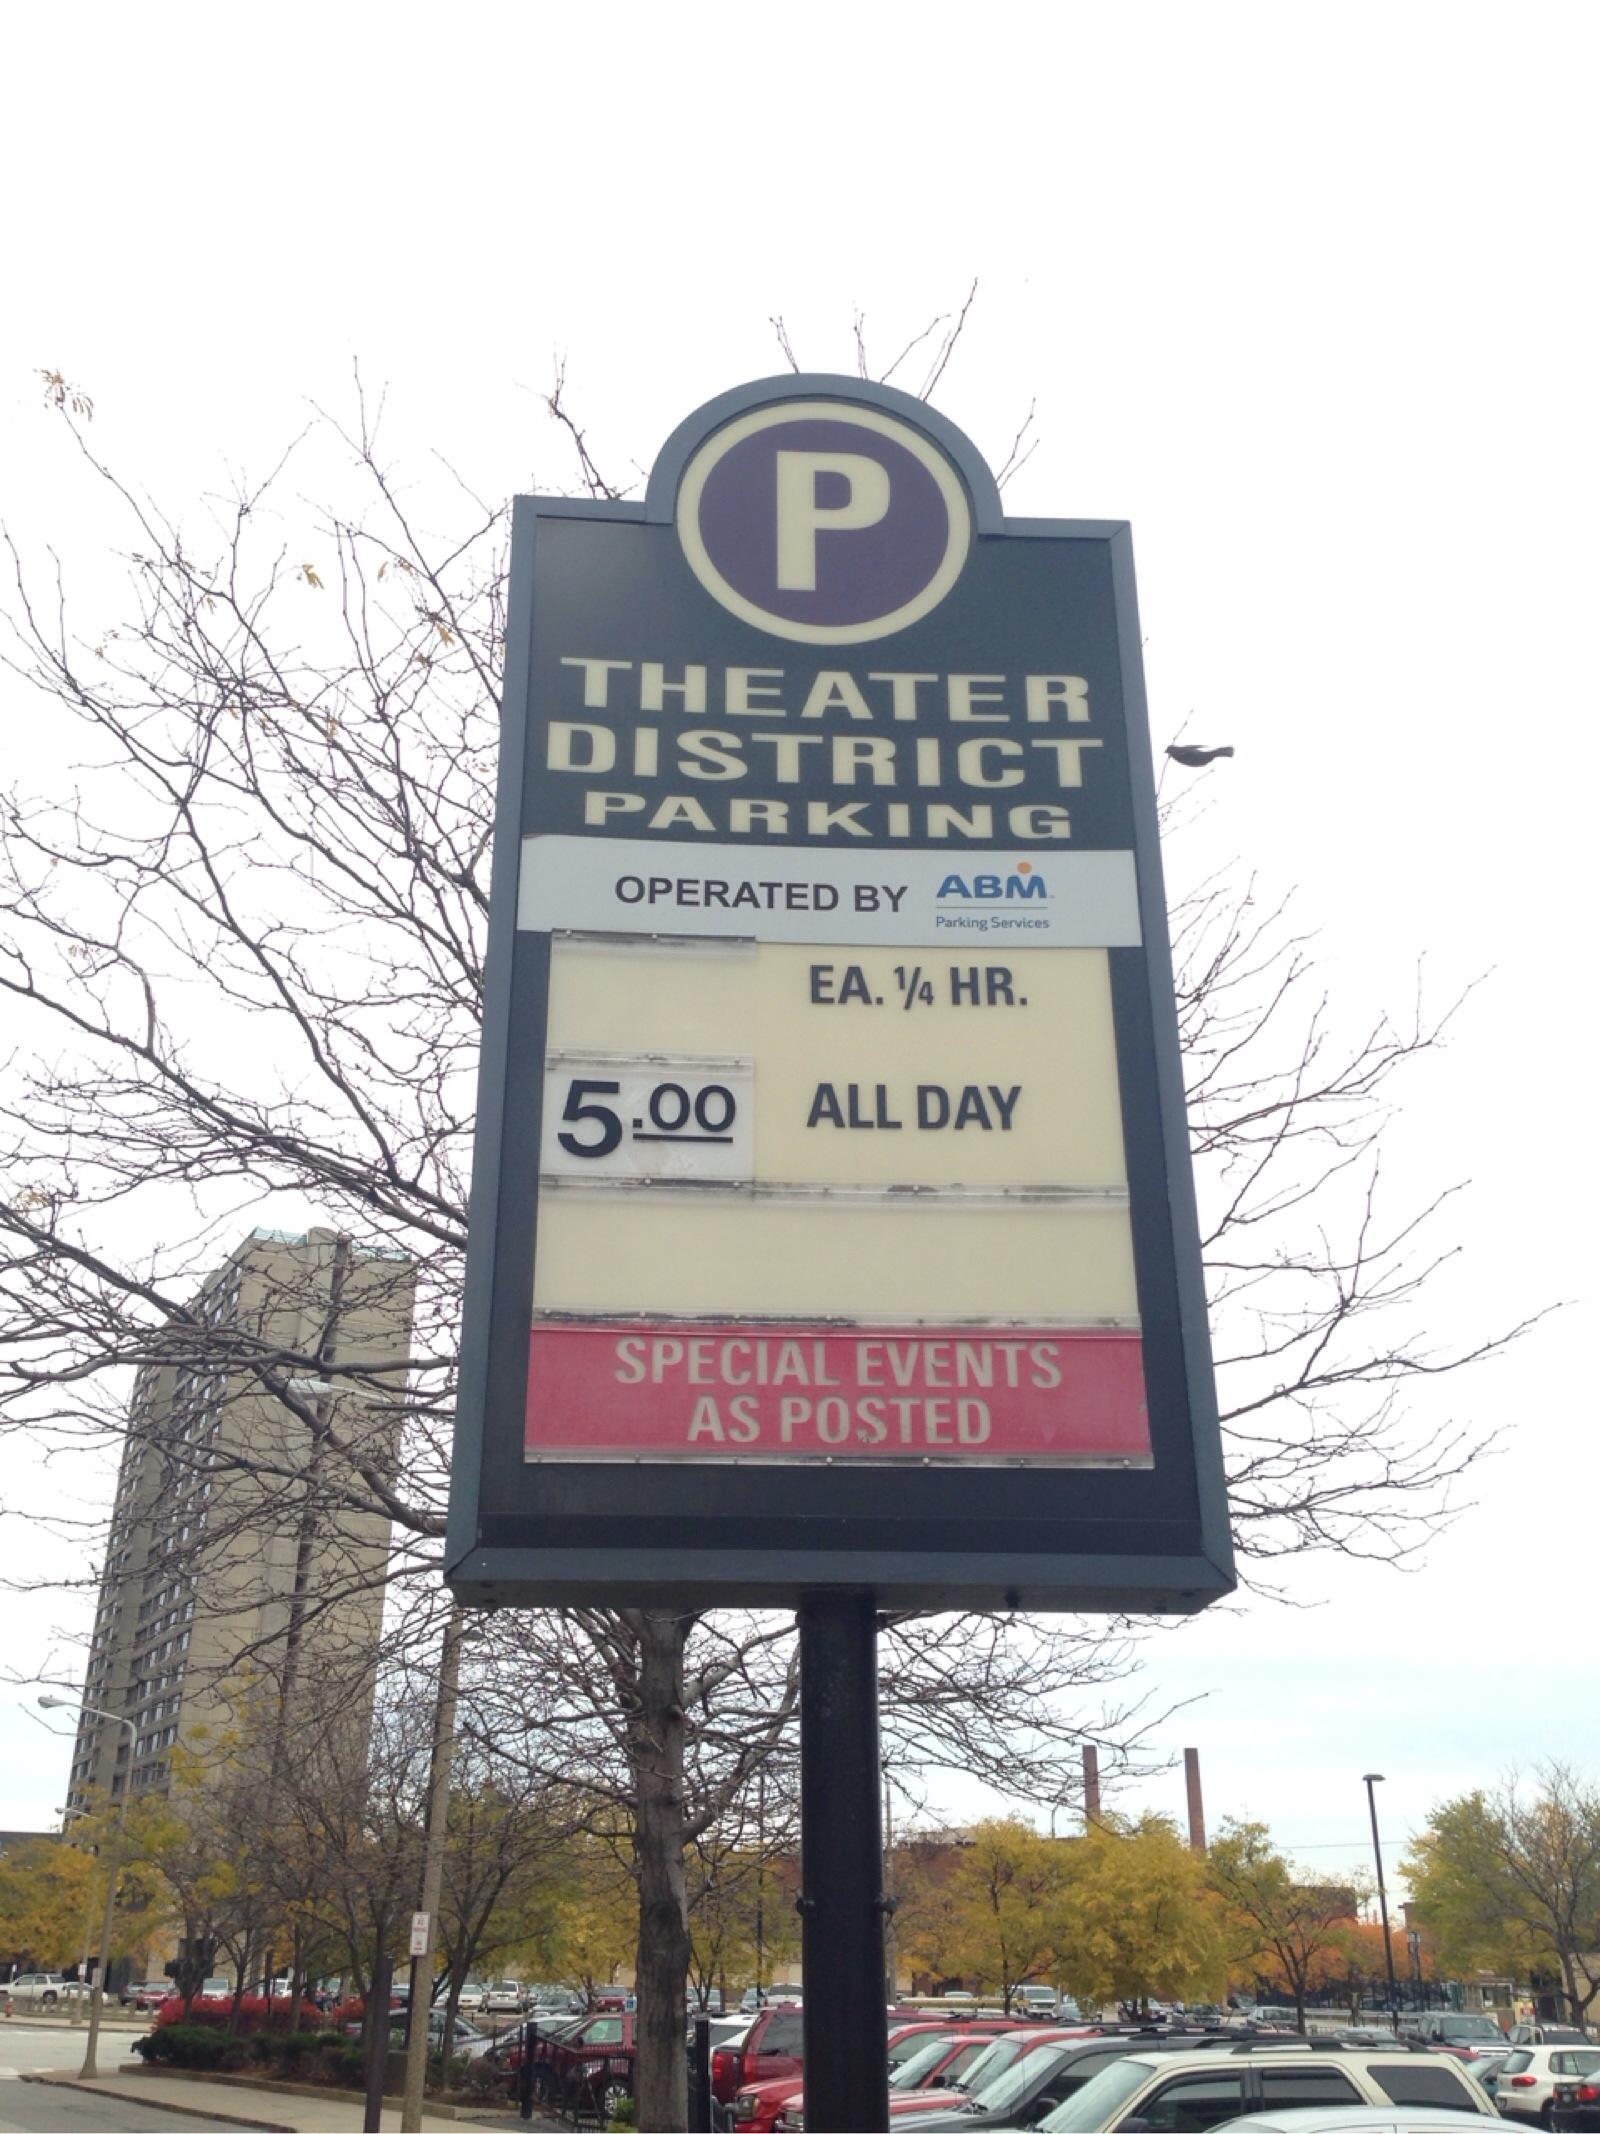 P
THEATER
DISTRICT
PARKING
OPERATED BY ABM
Parking Services
EA. ¼ HR.
5.00 ALL DAY
SPECIAL EVENTS
AS POSTED